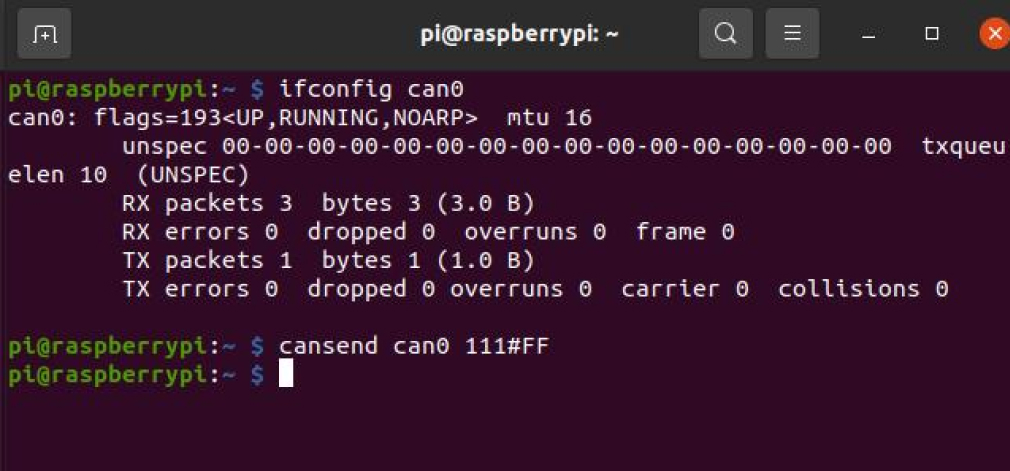 pi@raspberrypi: ~
pi@raspberrypi:~ $ ifconfig can0
can0: flags=193<UP,RUNNING,NOARP>  mtu 16
        unspec 00-00-00-00-00-00-00-00-00-00-00-00-00-00-00-00  txqueu
elen 10  (UNSPEC)
        RX packets 3  bytes 3 (3.0 B)
        RX errors 0  dropped 0  overruns 0  frame 0
        TX packets 1  bytes 1 (1.0 B)
        TX errors 0  dropped 0 overruns 0  carrier 0  collisions 0
pi@raspberrypi:~ $ cansend can0 111#FF
pi@raspberrypi:~ $